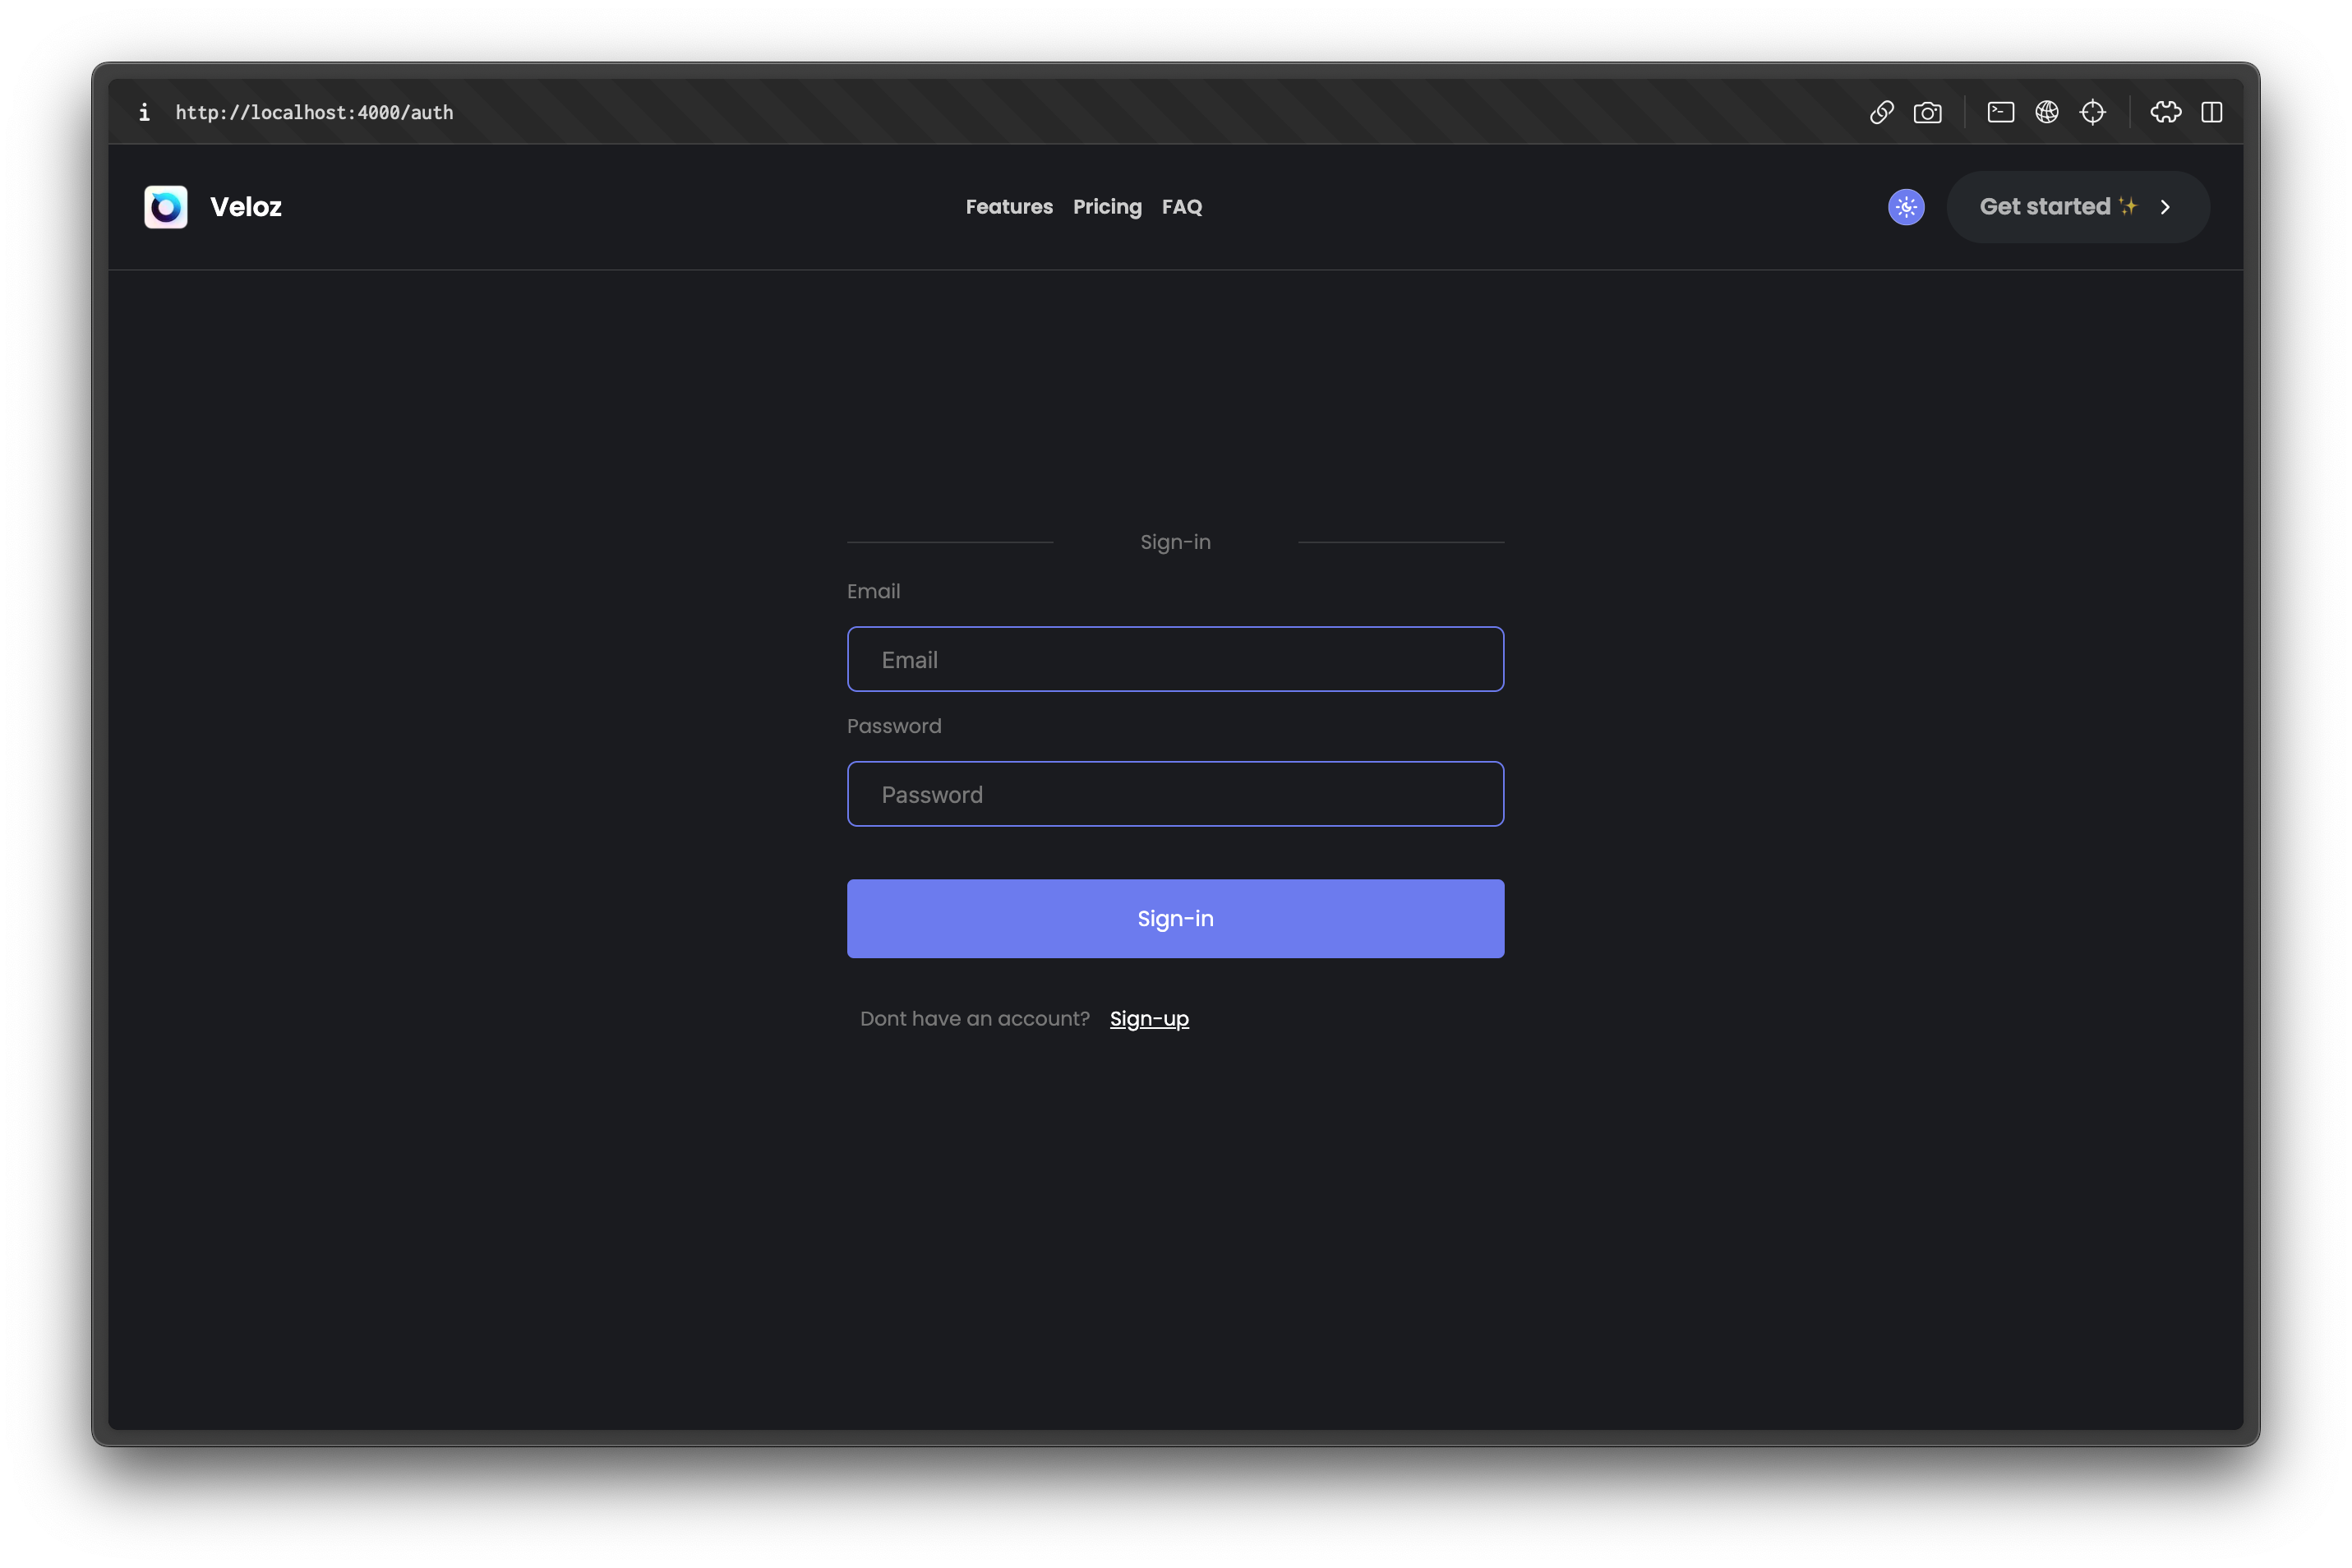 http://localhost:4000/auth
Veloz
Features Pricing FAQ
Get started ✨
Sign-in
Email
Email
Password
Password
Sign-in
Dont have an account? Sign-up